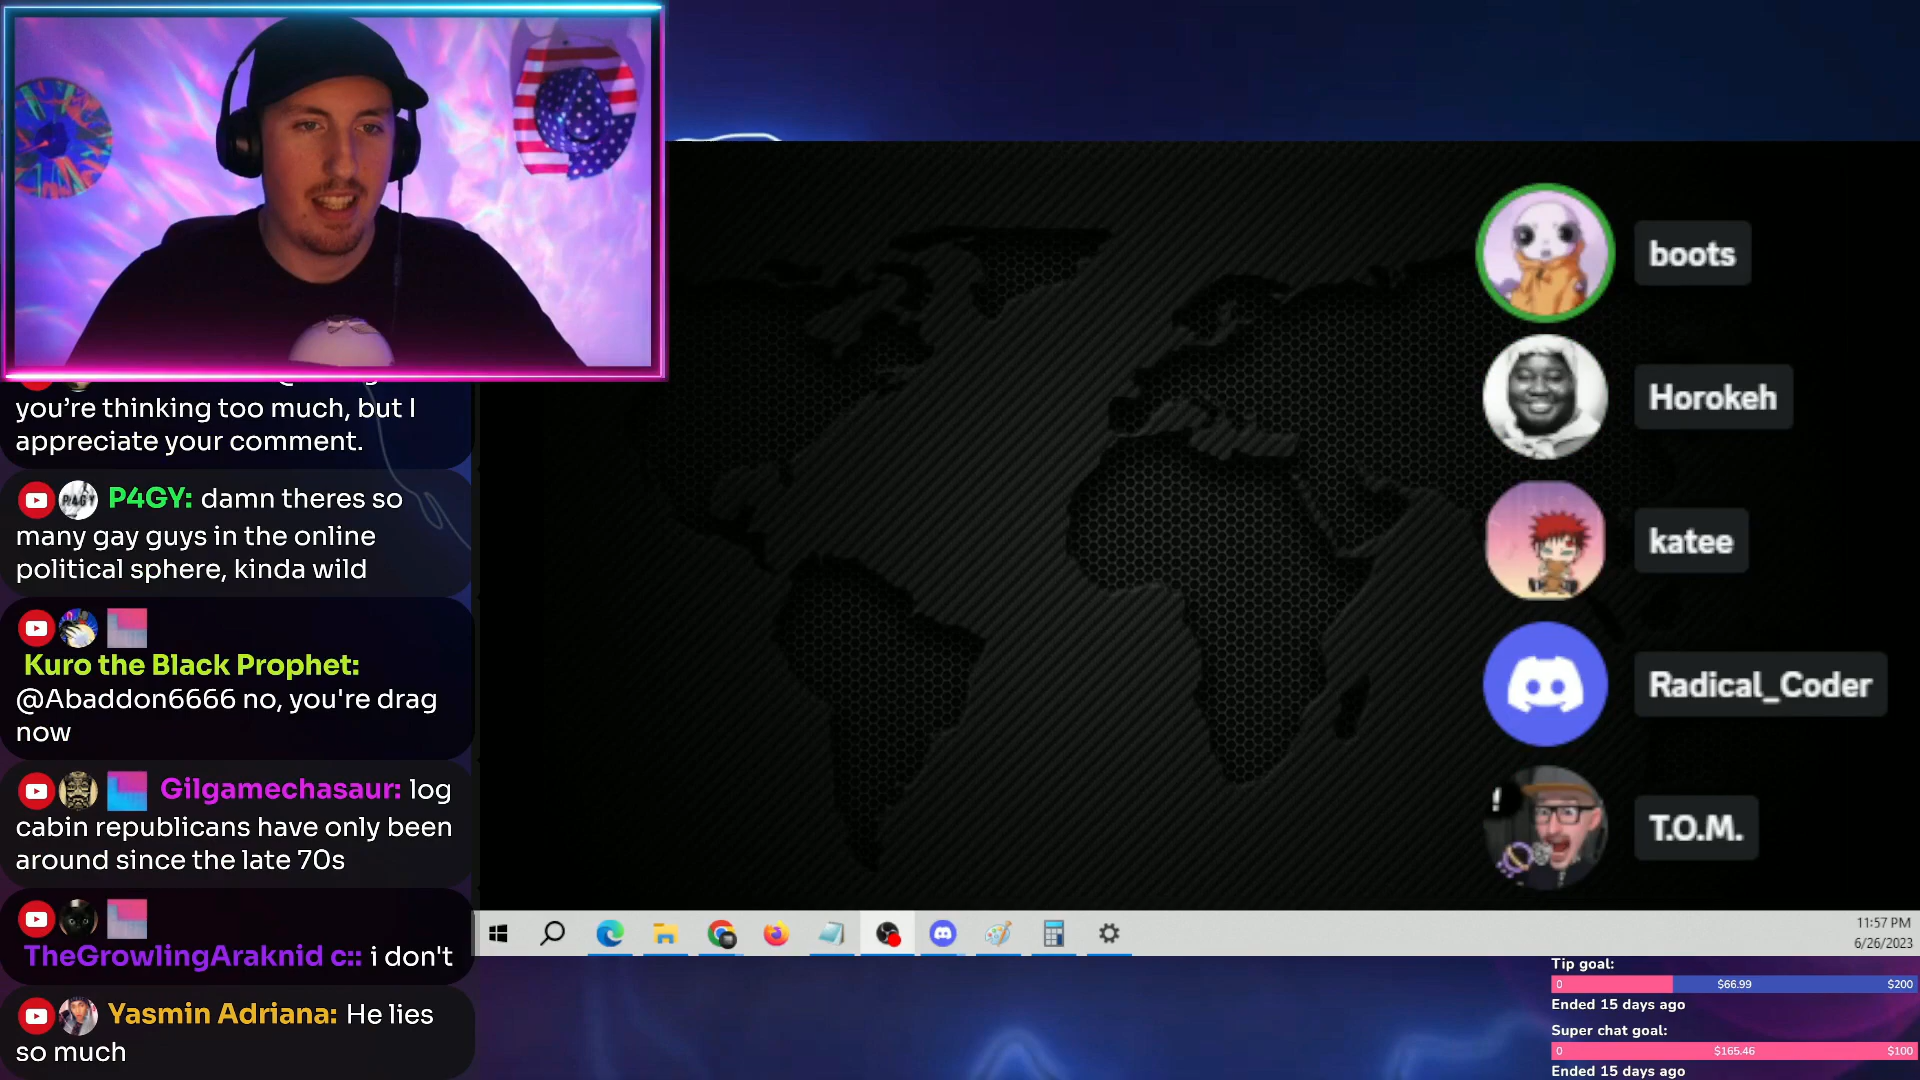 you're thinking too much, but I
appreciate your comment.
P4GY: damn theres so
many gay guys in the online
political sphere, kinda wild
Kuro the Black Prophet:
@Abaddon6666 no, you're drag
now
Gilgamechasaur: log
cabin republicans have only been
around since the late 70s
TheGrowlingAraknid c:: i don't
Yasmin Adriana: He lies
so much
boots
Horokeh
katee
Radical_Coder
T.O.M.
11:57 PM
6/26/2023
Tip goal:
0 $66.99 $200
Ended 15 days ago
Super chat goal:
0 $165.46 $100
Ended 15 days ago